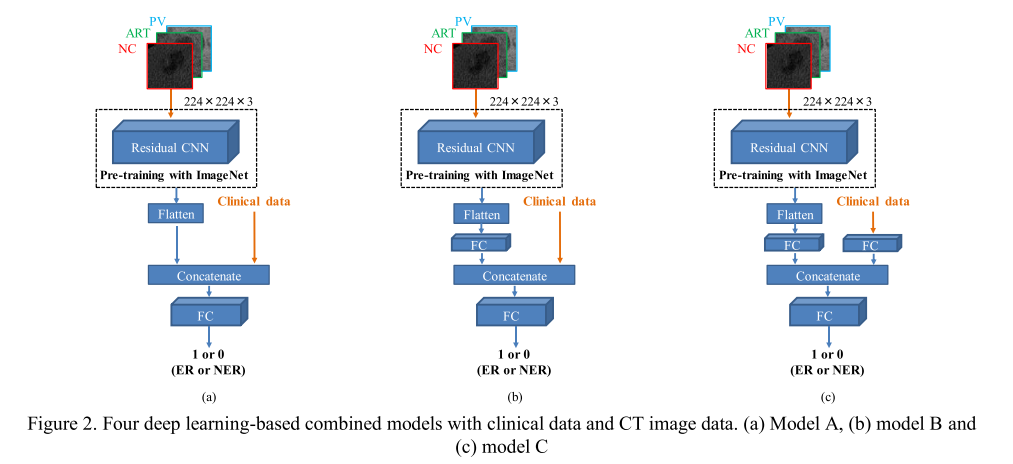 PV
ART
NC
224×224×3
Residual CNN
Pre-training with ImageNet
Clinical data
Flatten
Concatenate
FC
1 or 0
(ER or NER)
(a)
PV
ART
NC
224×224×3
Residual CNN
Pre-training with ImageNet
Clinical data
Flatten
FC
Concatenate
FC
1 or 0
(ER or NER)
(b)
PV
ART
NC
224×224×3
Residual CNN
Pre-training with ImageNet
Clinical data
Flatten
FC
FC
Concatenate
FC
1 or 0
(ER or NER)
(c)
Figure 2. Four deep learning-based combined models with clinical data and CT image data. (a) Model A, (b) model B and
(c) model C